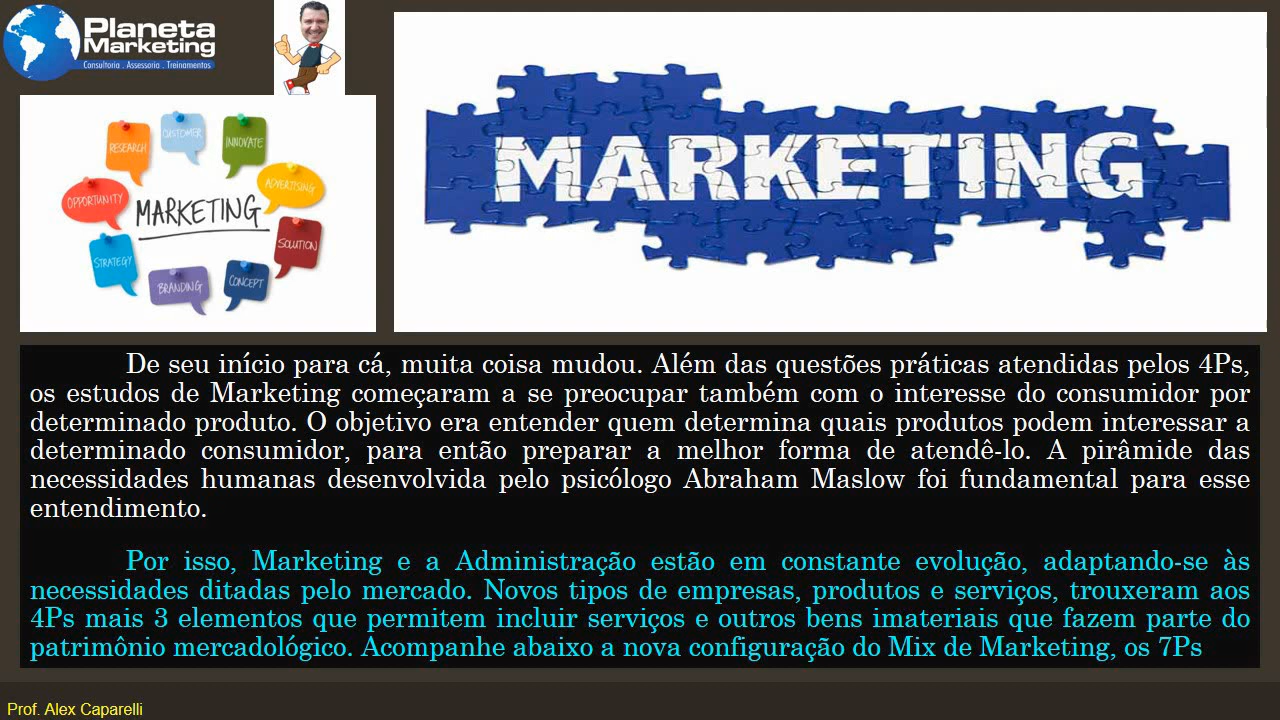 Planeta
Marketing
Consultoria . Assessoria . Treinamentos
RESEARCH
CUSTOMER
INNOVATE
OPPORTUNITY
MARKETING
ADVERTISING
STRATEGY
SOLUTION
BRANDING
CONCEPT
MARKETING
De seu início para cá, muita coisa mudou. Além das questões práticas atendidas pelos 4Ps,
os estudos de Marketing começaram a se preocupar também com o interesse do consumidor por
determinado produto. O objetivo era entender quem determina quais produtos podem interessar a
determinado consumidor, para então preparar a melhor forma de atendê-lo. A pirâmide das
necessidades humanas desenvolvida pelo psicólogo Abraham Maslow foi fundamental para esse
entendimento.
Por isso, Marketing e a Administração estão em constante evolução, adaptando-se às
necessidades ditadas pelo mercado. Novos tipos de empresas, produtos e serviços, trouxeram aos
4Ps mais 3 elementos que permitem incluir serviços e outros bens imateriais que fazem parte do
patrimônio mercadológico. Acompanhe abaixo a nova configuração do Mix de Marketing, os 7Ps
Prof. Alex Caparelli